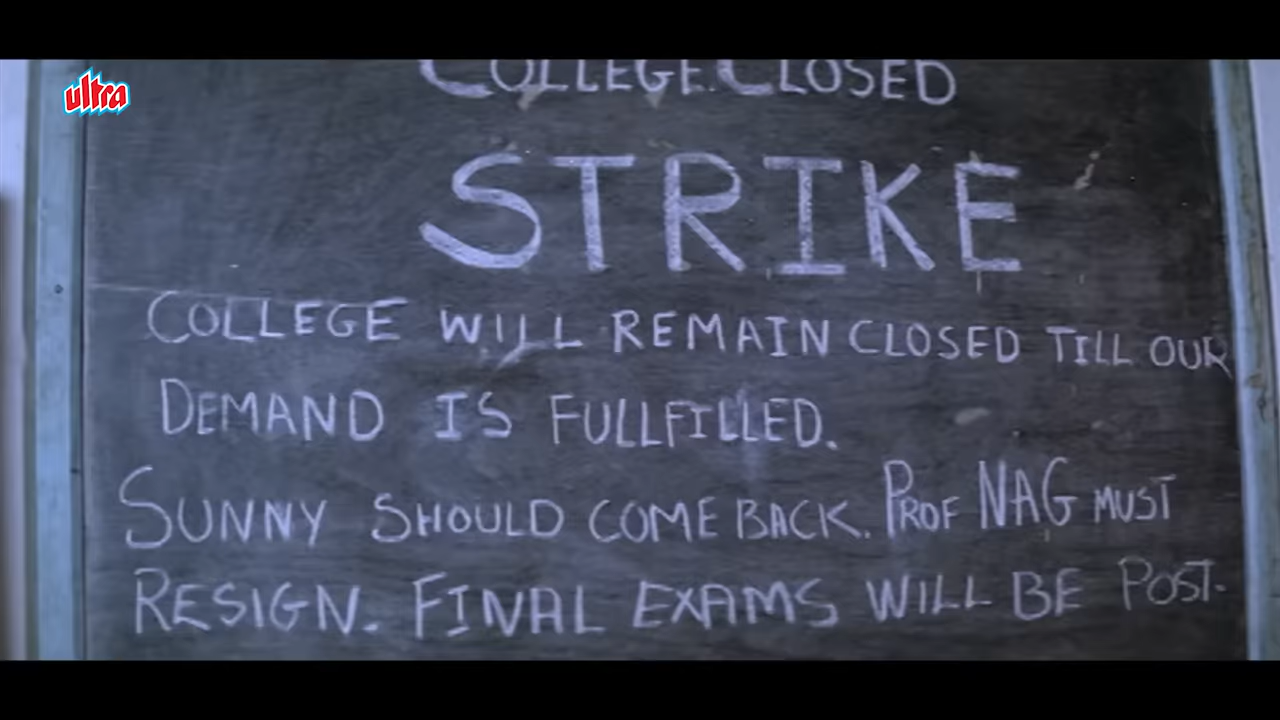 ultra
COLLEGE CLOSED
STRIKE
COLLEGE WILL REMAIN CLOSED TILL OUR
DEMAND IS FULLFILLED.
SUNNY SHOULD COME BACK. PROF NAG MUST
RESIGN. FINAL EXAMS WILL BE POST-